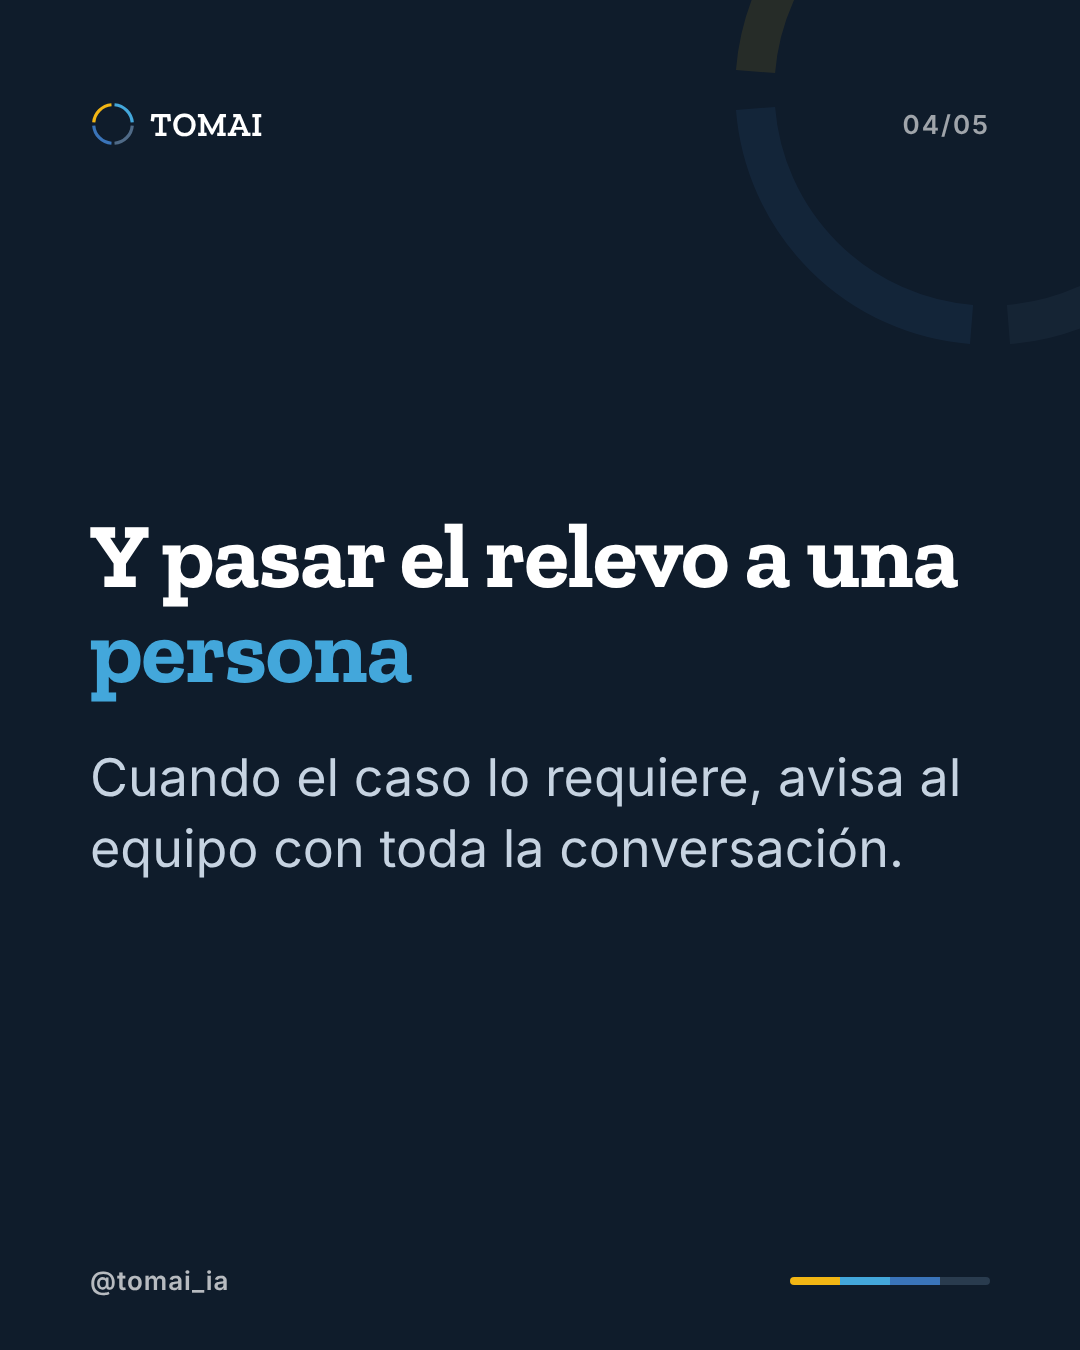 TOMAI
04/05
Y pasar el relevo a una
persona
Cuando el caso lo requiere, avisa al
equipo con toda la conversación.
@tomai_ia